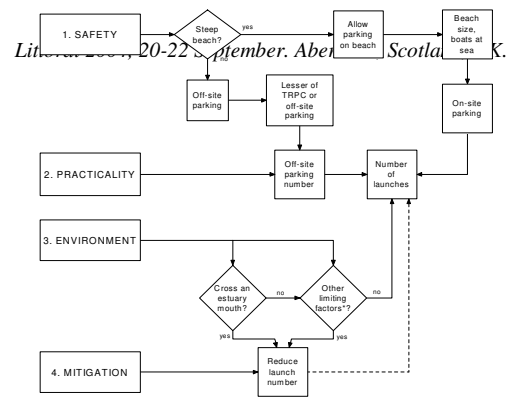 1. SAFETY
Steep
beach?
yes
no
Allow
parking
on beach
Beach
size,
boats at
sea
Littoral 2004, 20-22 September. Aberdeen, Scotland, U.K.
Off-site
parking
Lesser of
TRPC or
off-site
parking
On-site
parking
2. PRACTICALITY
Off-site
parking
number
Number
of
launches
3. ENVIRONMENT
Cross an
estuary
mouth?
no
Other
limiting
factors"?
no
yes
yes
4. MITIGATION
Reduce
launch
number